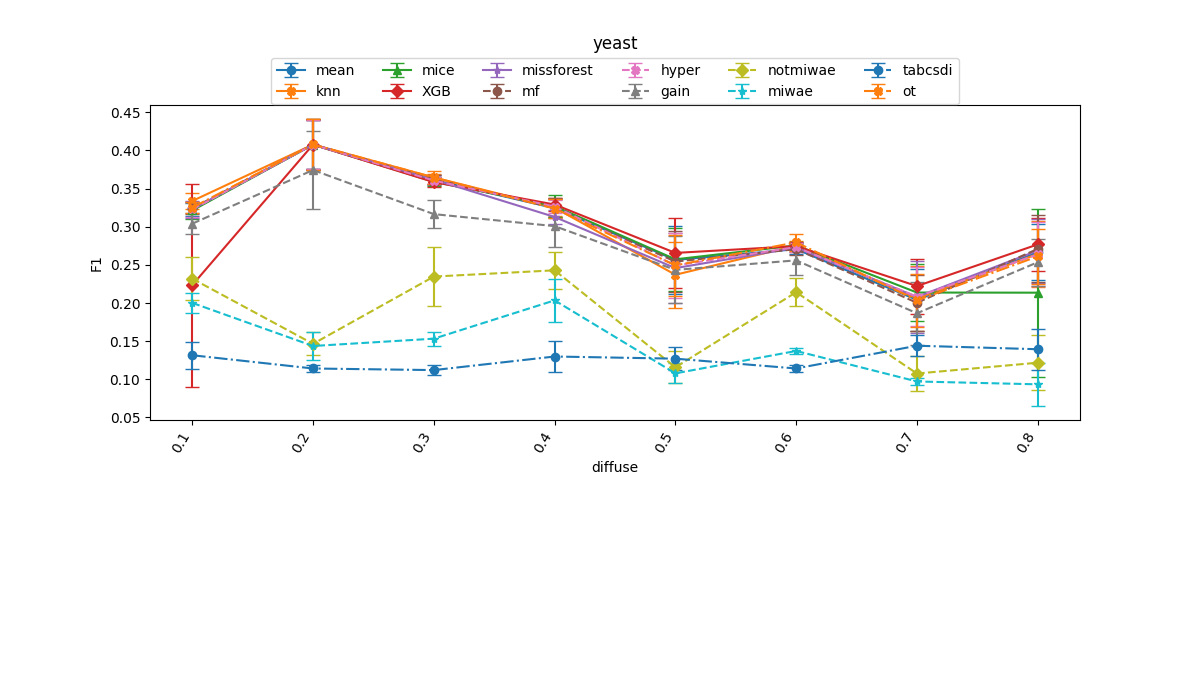 yeast
mean mice missforest hyper notmiwae tabcsdi
knn XGB mf gain miwae ot
0.45
0.40
0.35
0.30
0.25
0.20
0.15
0.10
0.05
F1
0.1 0.2 0.3 0.4 0.5 0.6 0.7 0.8
diffuse